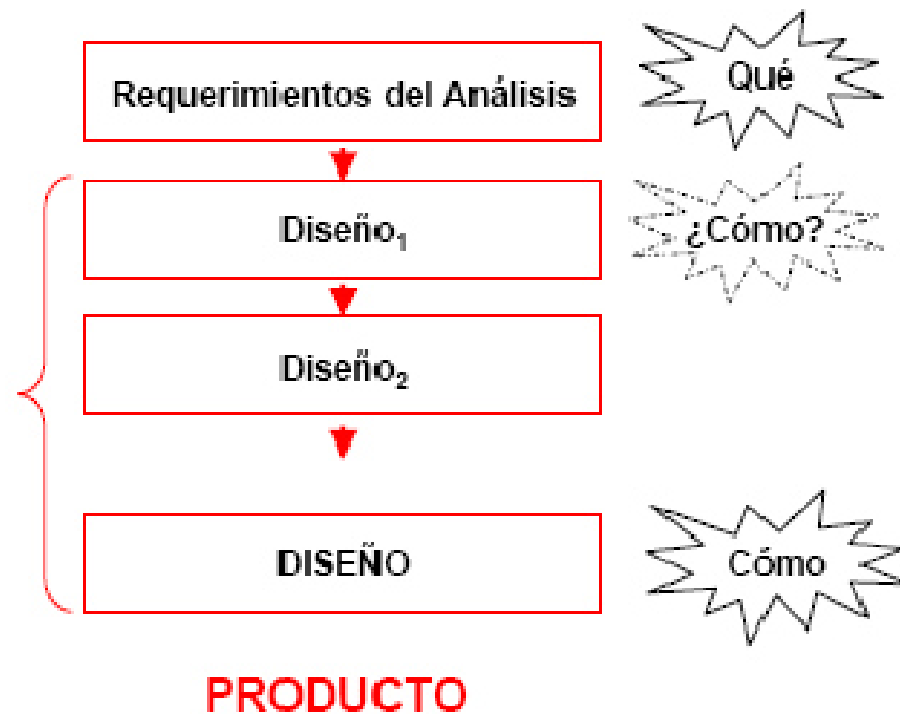 Requerimientos del Análisis
Qué
Diseño₁
¿Cómo?
Diseño₂
DISEÑO
Cómo
PRODUCTO